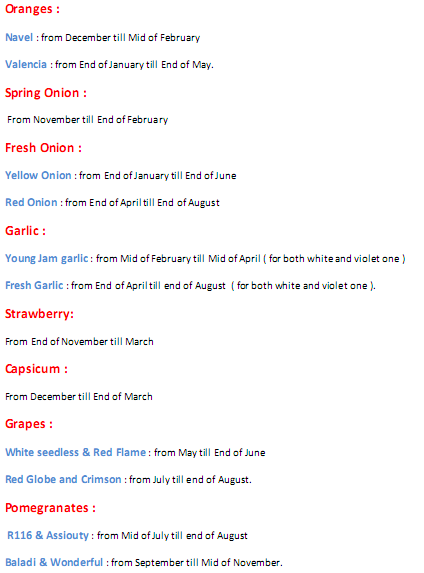 Oranges :
Navel : from December till Mid of February
Valencia : from End of January till End of May.
Spring Onion :
From November till End of February
Fresh Onion :
Yellow Onion : from End of January till End of June
Red Onion : from End of April till End of August
Garlic :
Young Jam garlic : from Mid of February till Mid of April ( for both white and violet one )
Fresh Garlic : from End of April till end of August ( for both white and violet one ).
Strawberry:
From End of November till March
Capsicum :
From December till End of March
Grapes :
White seedless & Red Flame : from May till End of June
Red Globe and Crimson : from July till end of August.
Pomegranates :
R116 & Assiouty : from Mid of July till end of August
Baladi & Wonderful : from September till Mid of November.